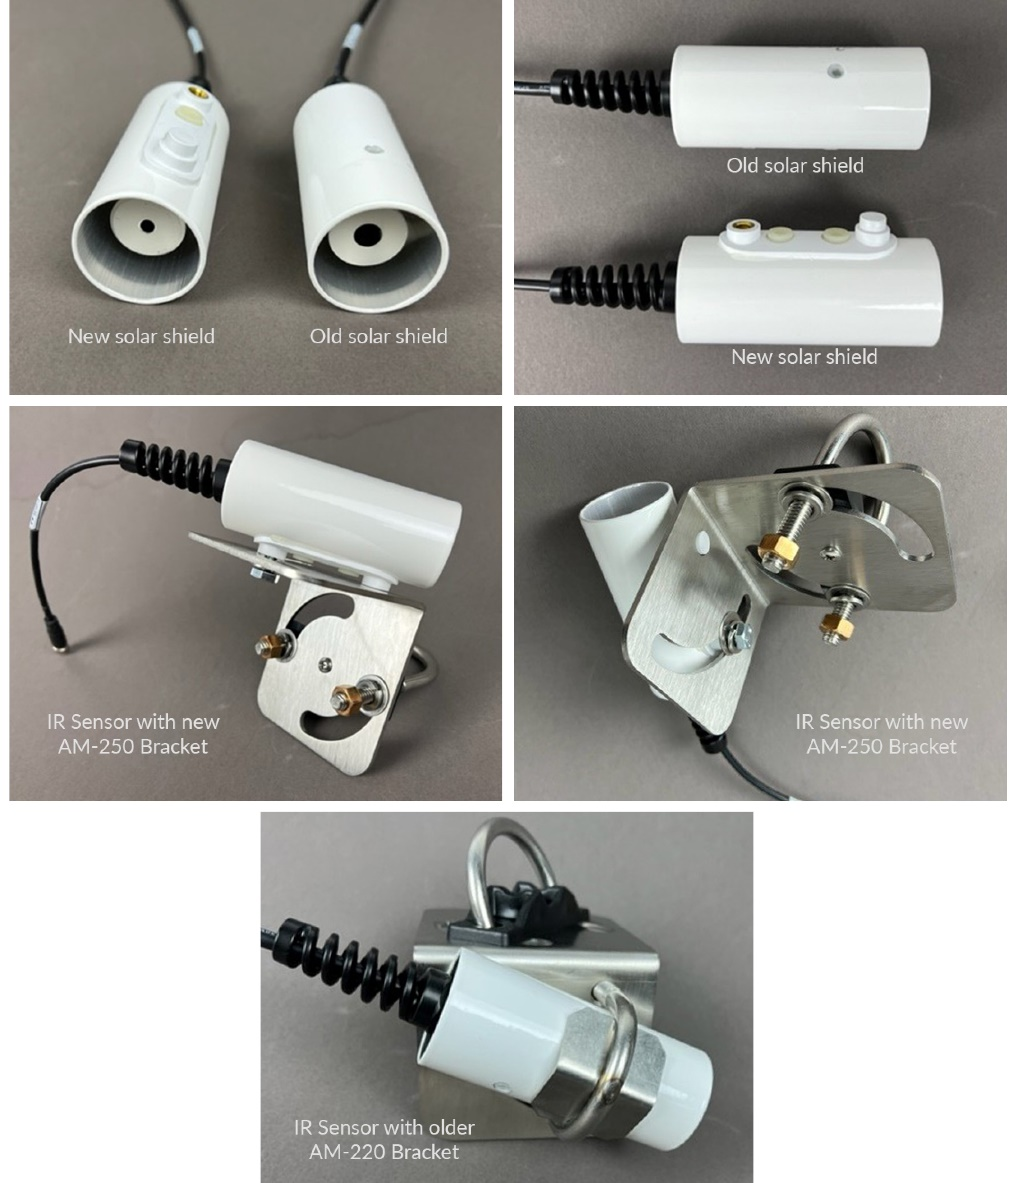 New solar shield
Old solar shield
Old solar shield
New solar shield
IR Sensor with new
AM-250 Bracket
IR Sensor with new
AM-250 Bracket
IR Sensor with older
AM-220 Bracket